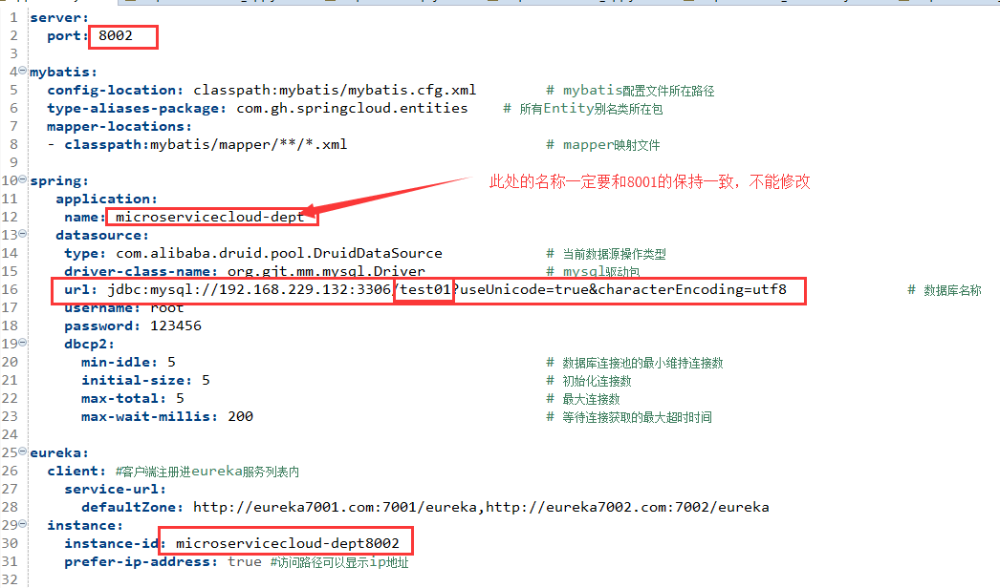 1 server:
2 port: 8002
3
4 mybatis:
5 config-location: classpath:mybatis/mybatis.cfg.xml # mybatis配置文件所在路径
6 type-aliases-package: com.gh.springcloud.entities # 所有Entity别名类所在包
7 mapper-locations:
8 - classpath:mybatis/mapper/**/*.xml # mapper映射文件
9
10 spring: 此处的名称一定要和8001的保持一致，不能修改
11 application:
12 name: microservicecloud-dept
13 datasource:
14 type: com.alibaba.druid.pool.DruidDataSource # 当前数据源操作类型
15 driver-class-name: org.gjt.mm.mysql.Driver # mysql驱动包
16 url: jdbc:mysql://192.168.229.132:3306/test01?useUnicode=true&characterEncoding=utf8 # 数据库名称
17 username: root
18 password: 123456
19 dbcp2:
20 min-idle: 5 # 数据库连接池的最小维持连接数
21 initial-size: 5 # 初始化连接数
22 max-total: 5 # 最大连接数
23 max-wait-millis: 200 # 等待连接获取的最大超时时间
24
25 eureka:
26 client: #客户端注册进eureka服务列表内
27 service-url:
28 defaultZone: http://eureka7001.com:7001/eureka,http://eureka7002.com:7002/eureka
29 instance:
30 instance-id: microservicecloud-dept8002
31 prefer-ip-address: true #访问路径可以显示ip地址
32